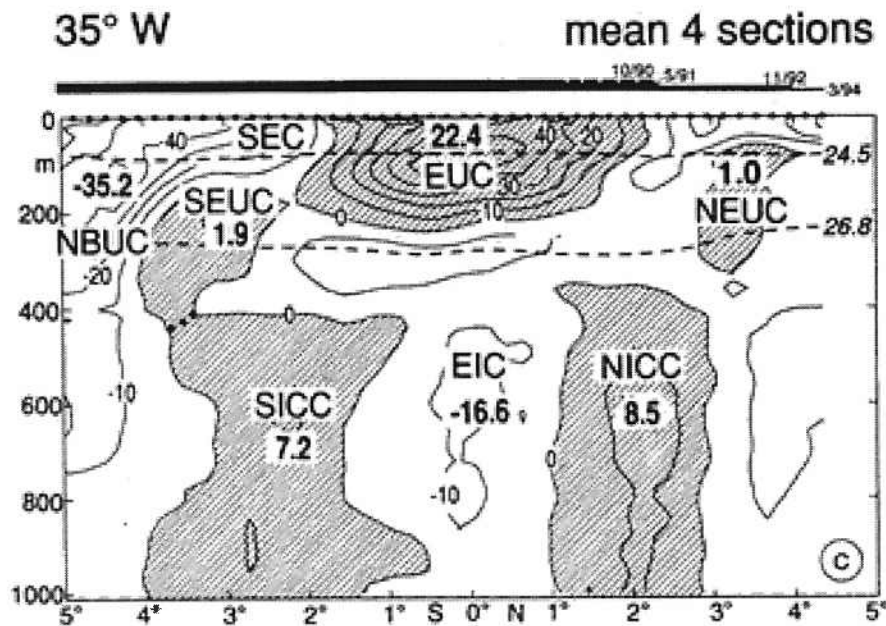 35° W mean 4 sections
10/90 5/91 11/92 3/94
0 40 SEC 22.4 40 20
m -35.2 EUC 30 1.0 24.5
200 SEUC 0 10 0 NEUC
NBUC 1.9 26.8
-20
400 0
-10 EIC NICC
600 SICC -16.6 8.5
7.2 0
800 -10
1000 C
5° 4° 3° 2° 1° S 0° N 1° 2° 3° 4° 5°